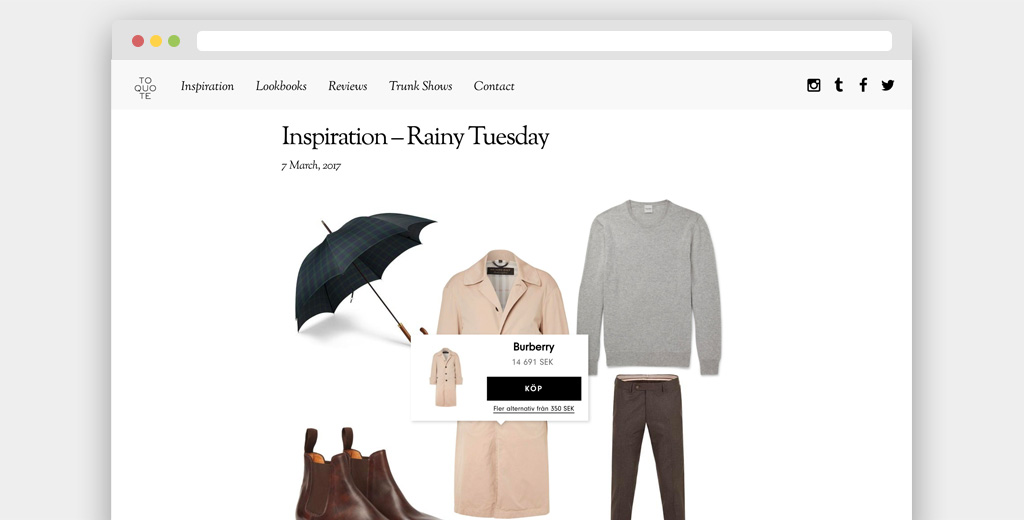 TO
QUO
TE
Inspiration
Lookbooks
Reviews
Trunk Shows
Contact
Inspiration – Rainy Tuesday
7 March, 2017
Burberry
14 691 SEK
KÖP
Fler alternativ från 350 SEK